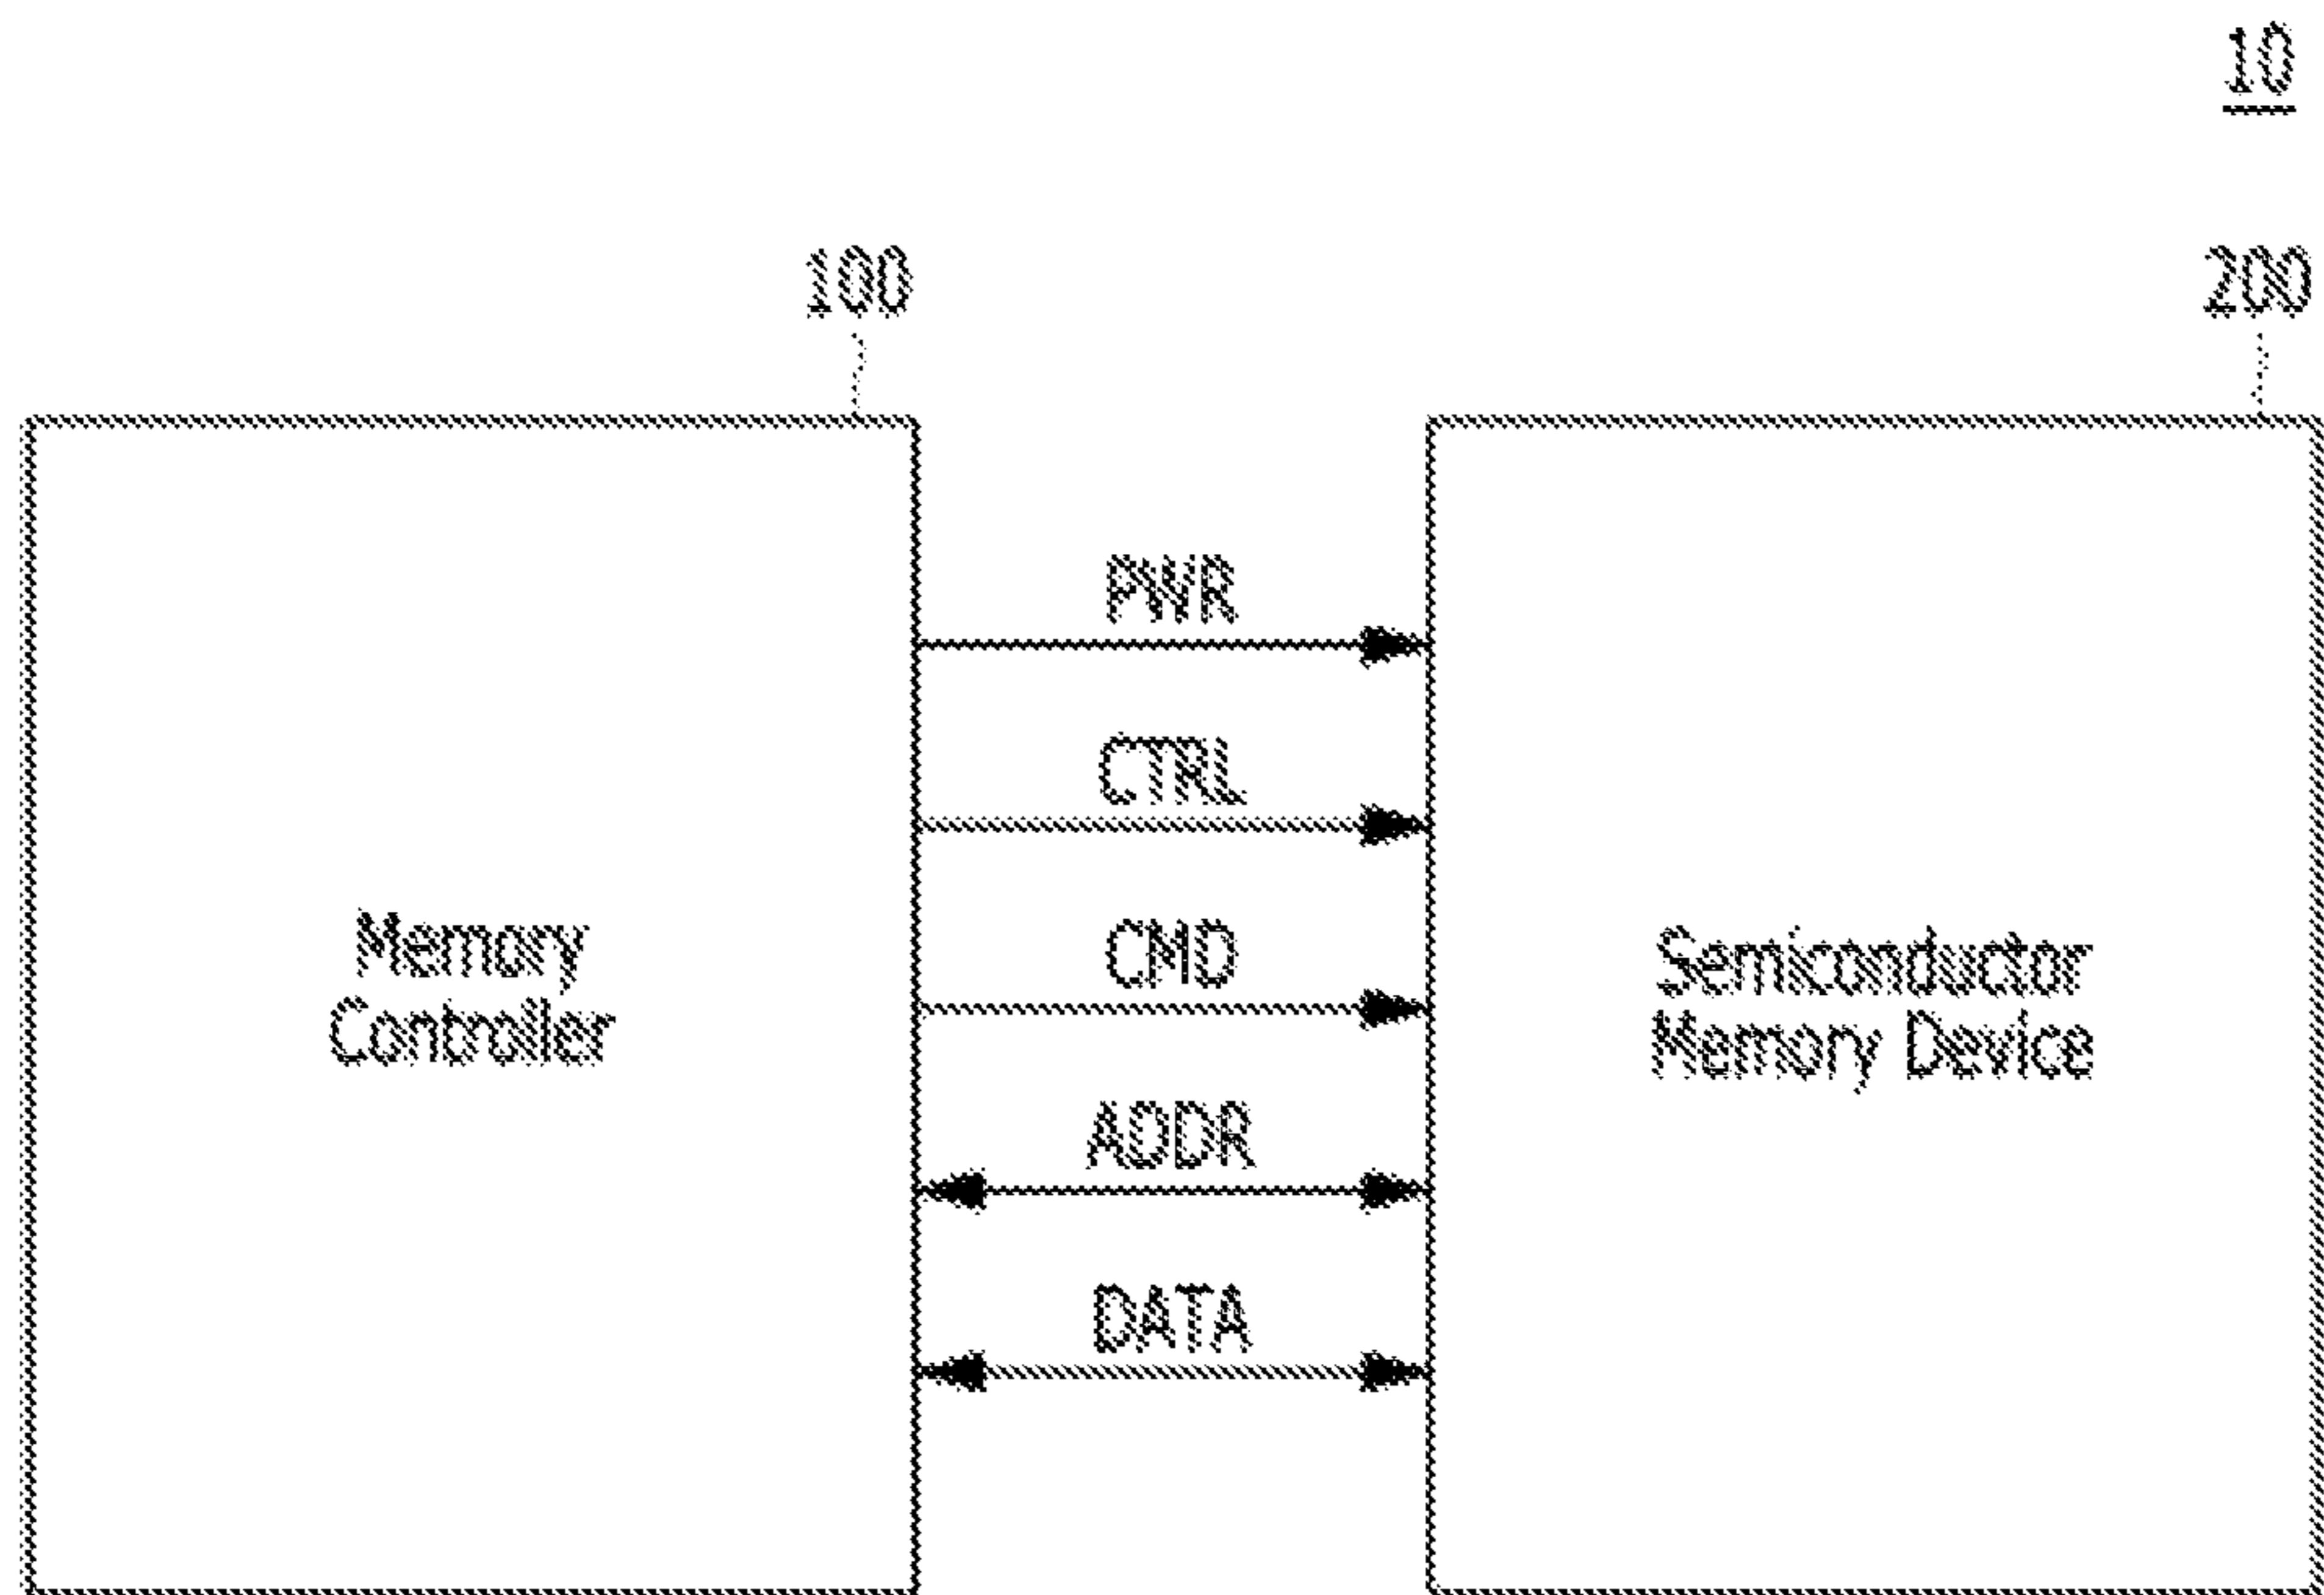 10
100
200
PWR
CTRL
CMD
ADDR
DATA
Memory
Controller
Semiconductor
Memory Device